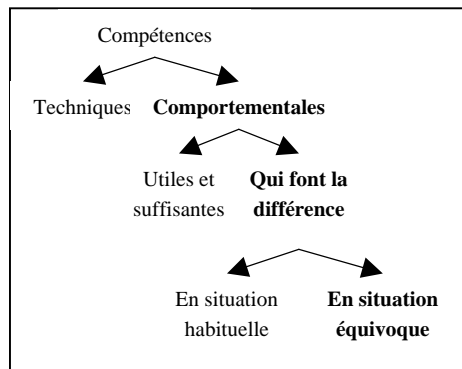 Compétences
Techniques Comportementales
Utiles et Qui font la
suffisantes différence
En situation En situation
habituelle équivoque